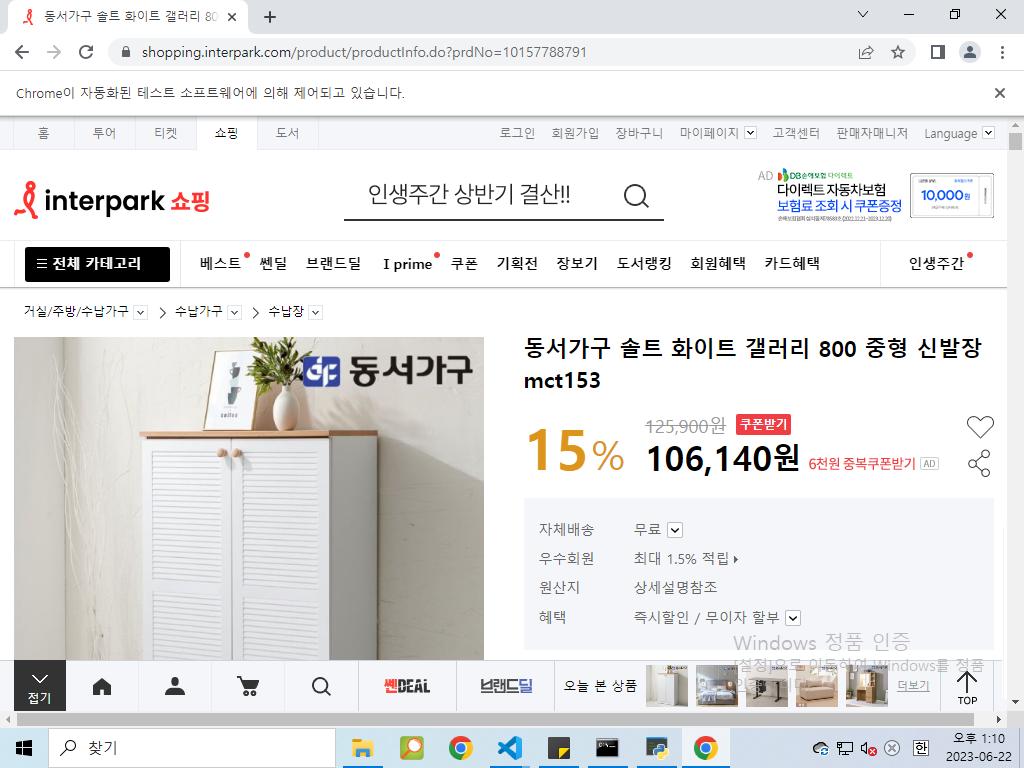 동서가구 솔트 화이트 갤러리 80
shopping.interpark.com/product/productInfo.do?prdNo=10157788791
Chrome이 자동화된 테스트 소프트웨어에 의해 제어되고 있습니다.
홈 투어 티켓 쇼핑 도서 로그인 회원가입 장바구니 마이페이지 고객센터 판매자매니저 Language
interpark 쇼핑
인생주간 상반기 결산!!
AD DB손해보험 다이렉트
다이렉트 자동차보험
보험료 조회 시 쿠폰증정
10,000원
전체 카테고리 베스트 쎈딜 브랜드딜 I prime 쿠폰 기획전 장보기 도서랭킹 회원혜택 카드혜택 인생주간
거실/주방/수납가구 수납가구 수납장
동서가구
동서가구 솔트 화이트 갤러리 800 중형 신발장
mct153
15% 125,900원 쿠폰받기
106,140원 6천원 중복쿠폰받기 AD
자체배송 무료
우수회원 최대 1.5% 적립
원산지 상세설명참조
혜택 즉시할인 / 무이자 할부
Windows 정품 인증
[설정]으로 이동하여 Windows를 정품
접기 쎈DEAL 브랜드딜 오늘 본 상품 더보기 TOP
찾기
한
오후 1:10
2023-06-22